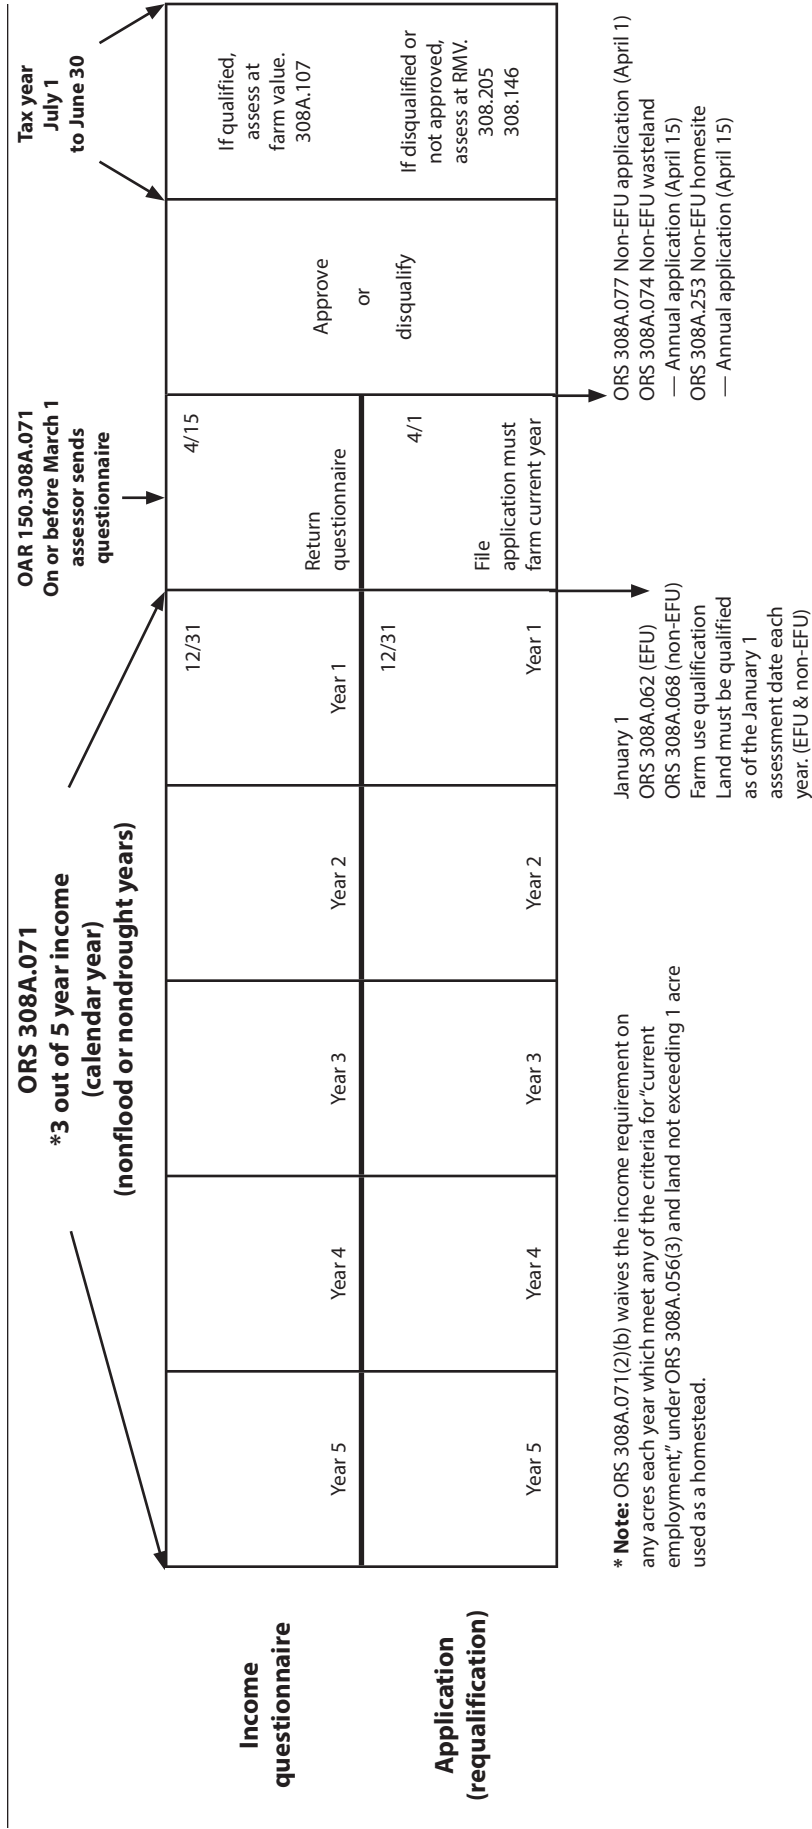 ORS 308A.071
*3 out of 5 year income
(calendar year)
(nonflood or nondrought years)
OAR 150.308A.071
On or before March 1
assessor sends
questionnaire
Tax year
July 1
to June 30
Income
questionnaire
Year 5
Year 4
Year 3
Year 2
12/31
Year 1
4/15
Return
questionnaire
Approve
or
disqualify
If qualified,
assess at
farm value.
308A.107
If disqualified or
not approved,
assess at RMV.
308.205
308.146
Application
(requalification)
Year 5
Year 4
Year 3
Year 2
12/31
Year 1
4/1
File
application must
farm current year
* Note: ORS 308A.071(2)(b) waives the income requirement on
any acres each year which meet any of the criteria for “current
employment,” under ORS 308A.056(3) and land not exceeding 1 acre
used as a homestead.
January 1
ORS 308A.062 (EFU)
ORS 308A.068 (non-EFU)
Farm use qualification
Land must be qualified
as of the January 1
assessment date each
year. (EFU & non-EFU)
ORS 308A.077 Non-EFU application (April 1)
ORS 308A.074 Non-EFU wasteland
— Annual application (April 15)
ORS 308A.253 Non-EFU homesite
— Annual application (April 15)